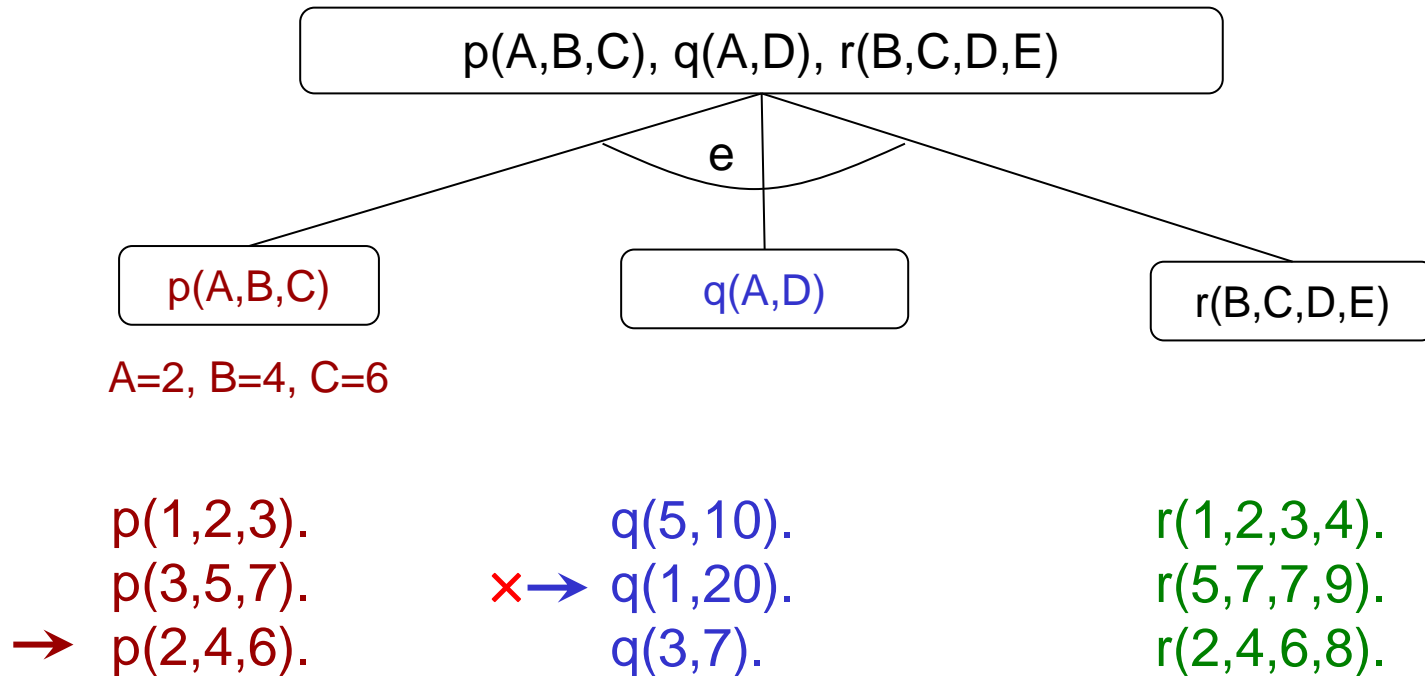 p(A,B,C), q(A,D), r(B,C,D,E)
e
p(A,B,C)
q(A,D)
r(B,C,D,E)
A=2, B=4, C=6
p(1,2,3).
p(3,5,7).
p(2,4,6).
q(5,10).
q(1,20).
q(3,7).
r(1,2,3,4).
r(5,7,7,9).
r(2,4,6,8).